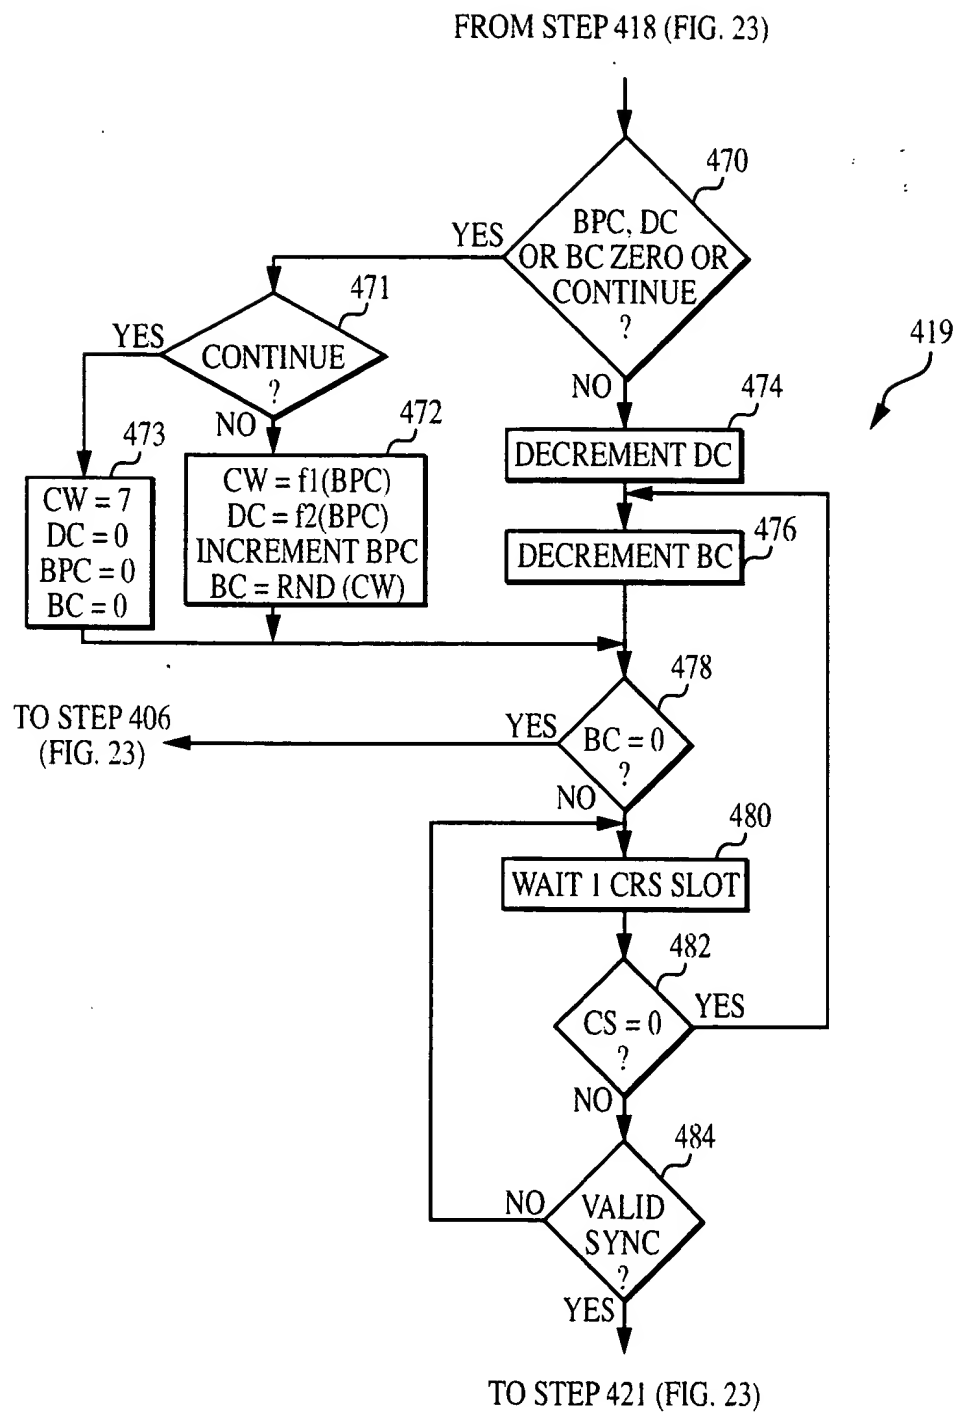 FROM STEP 418 (FIG. 23)
470
BPC, DC
OR BC ZERO OR
CONTINUE
?
YES
NO
471
CONTINUE
?
YES
NO
419
473
CW = 7
DC = 0
BPC = 0
BC = 0
472
CW = f1(BPC)
DC = f2(BPC)
INCREMENT BPC
BC = RND (CW)
474
DECREMENT DC
476
DECREMENT BC
478
BC = 0
?
YES
NO
TO STEP 406
(FIG. 23)
480
WAIT 1 CRS SLOT
482
CS = 0
?
YES
NO
484
VALID
SYNC
?
NO
YES
TO STEP 421 (FIG. 23)